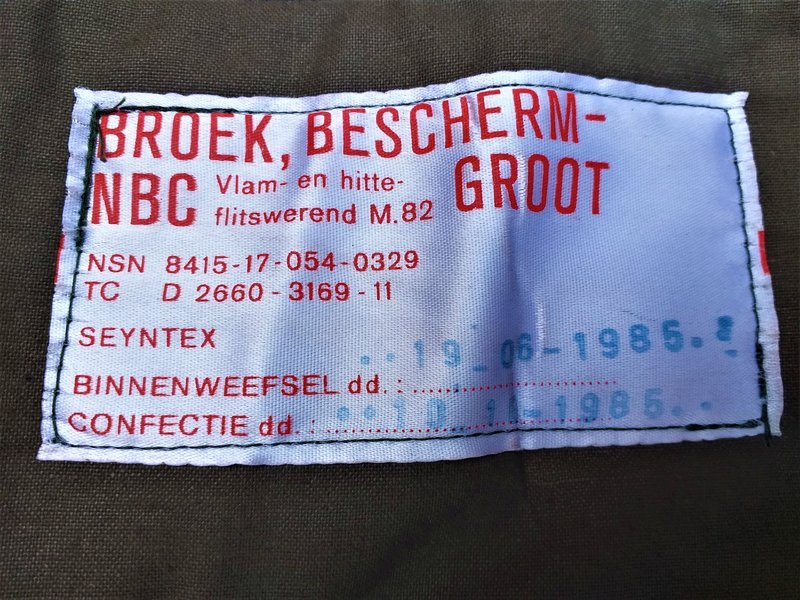 BROEK, BESCHERM-
NBC Vlam- en hitte- GROOT
flitswerend M.82
NSN 8415-17-054-0329
TC D 2660-3169-11
SEYNTEX
BINNENWEEFSEL dd. : 19-06-1985
CONFECTIE dd. : -1985